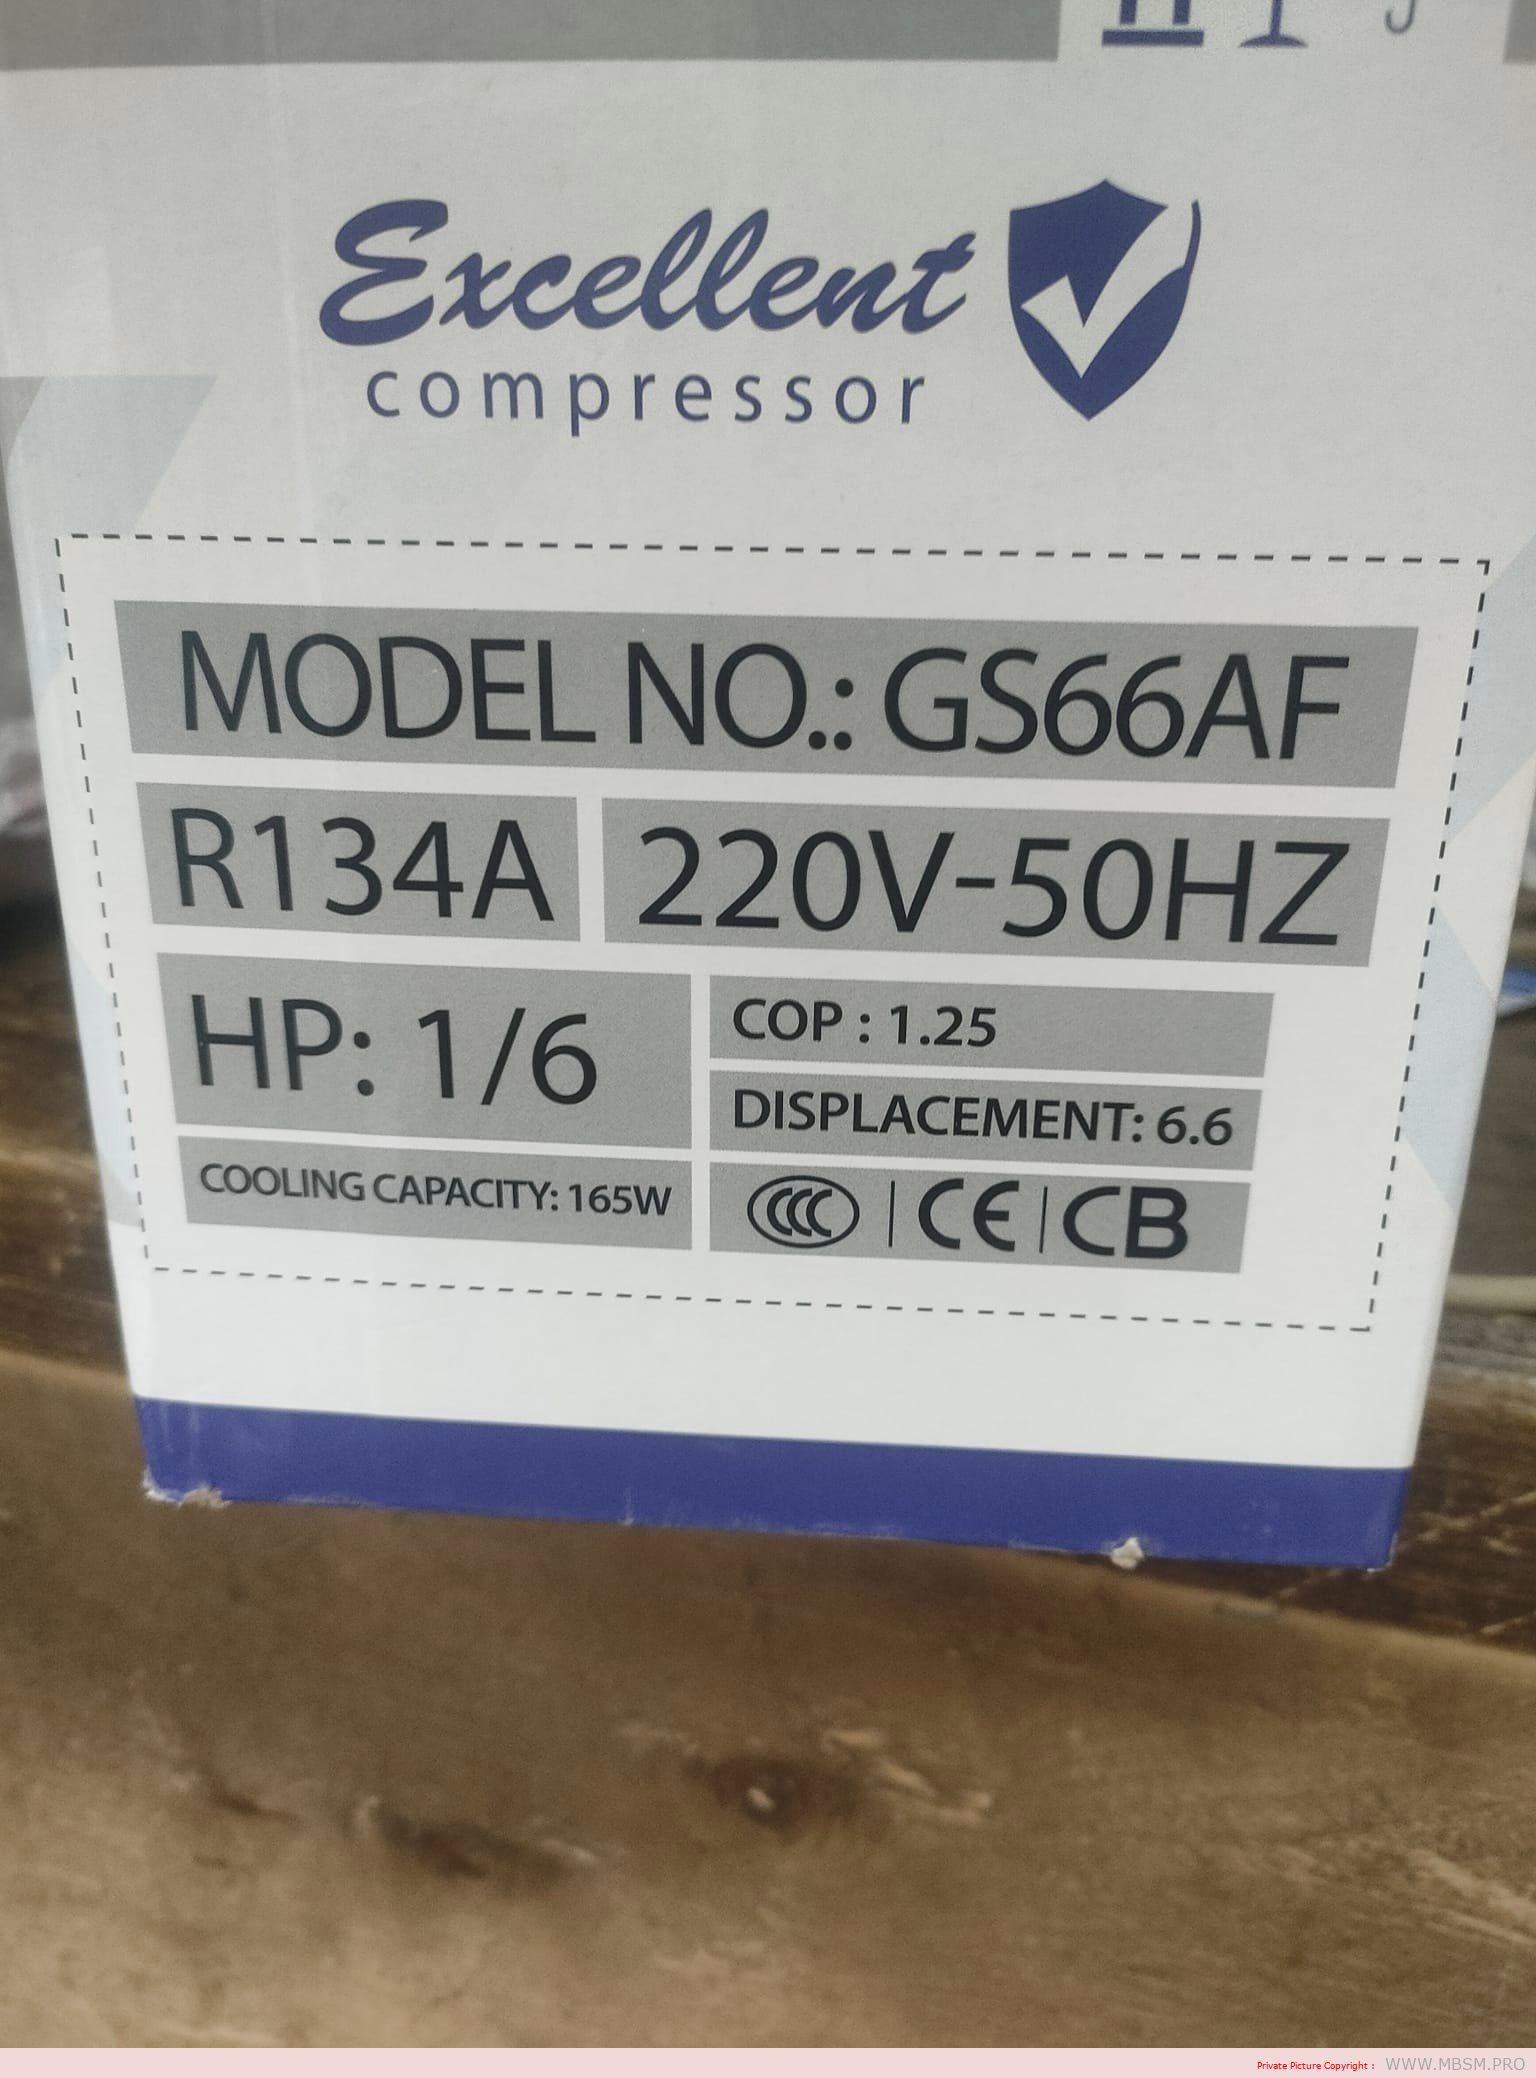 Excellent
compressor
MODEL NO.: GS66AF
R134A 220V-50HZ
HP: 1/6
COP : 1.25
DISPLACEMENT: 6.6
COOLING CAPACITY: 165W
CCC | CE | CB
Private Picture Copyright : WWW.MBSM.PRO